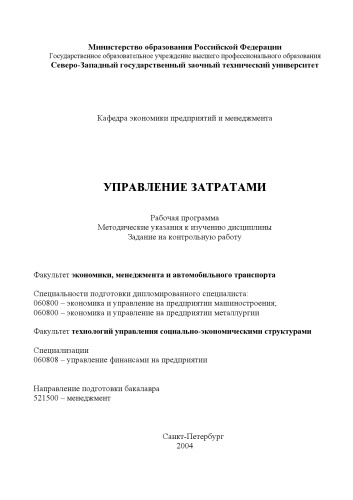 Министерство образования Российской Федерации
Государственное образовательное учреждение высшего профессионального образования
Северо-Западный государственный заочный технический университет
Кафедра экономики предприятий и менеджмента
УПРАВЛЕНИЕ ЗАТРАТАМИ
Рабочая программа
Методические указания к изучению дисциплины
Задание на контрольную работу
Факультет экономики, менеджмента и автомобильного транспорта
Специальности подготовки дипломированного специалиста:
060800 – экономика и управление на предприятии машиностроения;
060800 – экономика и управление на предприятии металлургии
Факультет технологий управления социально-экономическими структурами
Специализации
060808 – управление финансами на предприятии
Направление подготовки бакалавра
521500 – менеджмент
Санкт-Петербург
2004